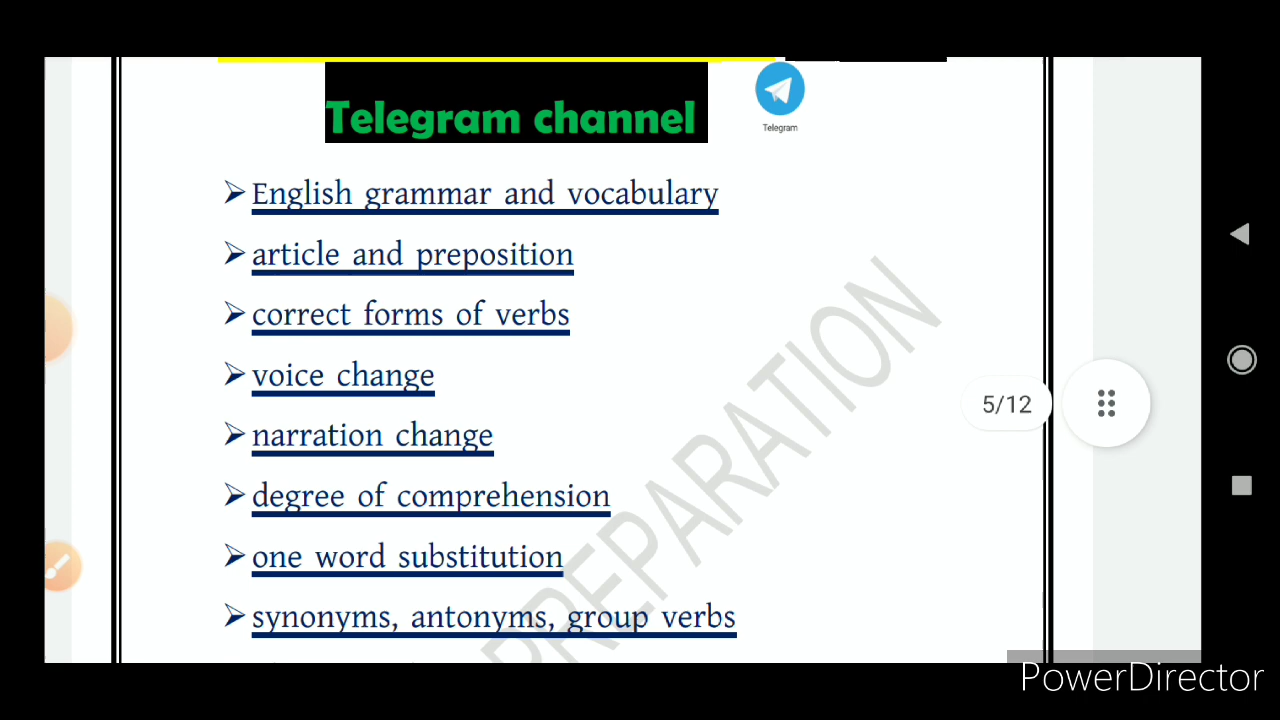 Telegram channel
Telegram
English grammar and vocabulary
article and preposition
correct forms of verbs
voice change
narration change
5/12
degree of comprehension
one word substitution
synonyms, antonyms, group verbs
PREPARATION
PowerDirector